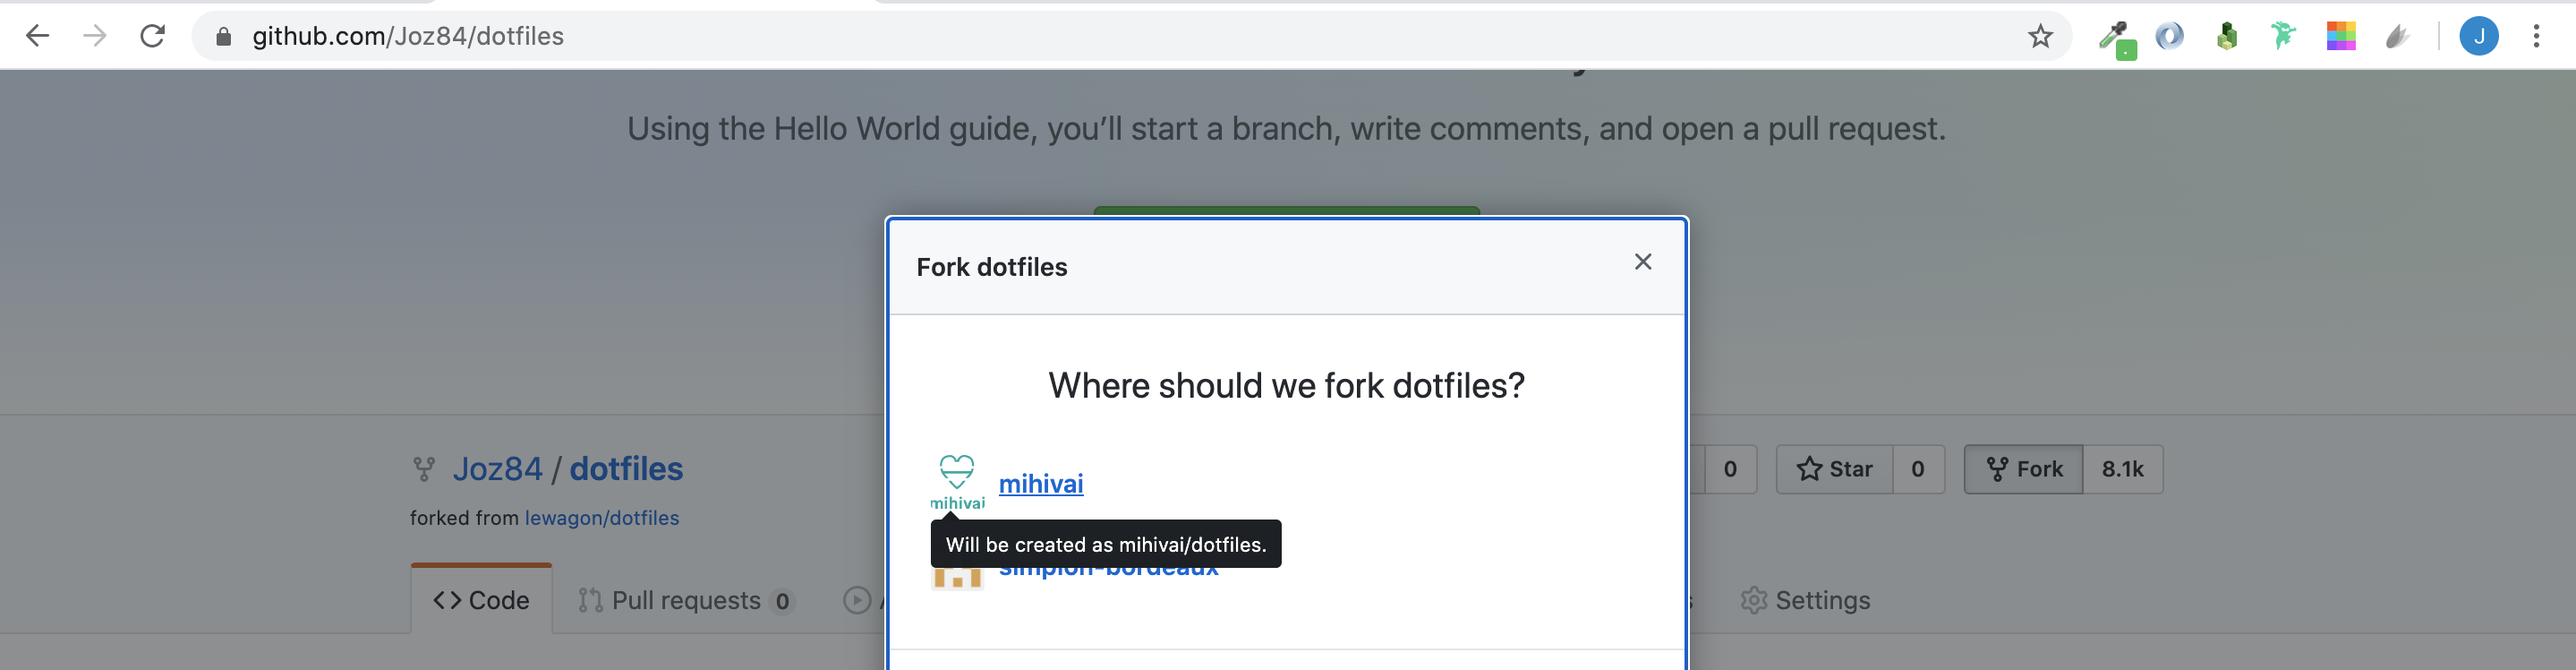 github.com/Joz84/dotfiles
J
Using the Hello World guide, you’ll start a branch, write comments, and open a pull request.
Fork dotfiles
Where should we fork dotfiles?
mihivai
mihivai
Will be created as mihivai/dotfiles.
simplon-bordeaux
Joz84 / dotfiles
forked from lewagon/dotfiles
0
Star 0
Fork 8.1k
Code
Pull requests 0
Settings